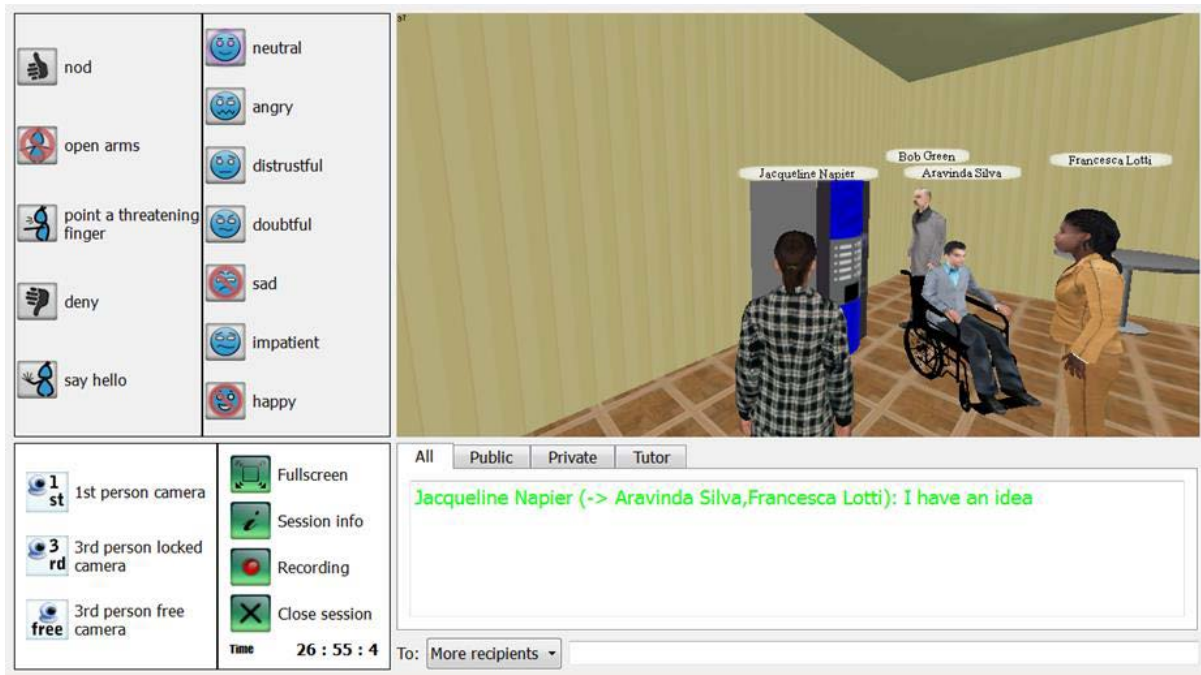 nod
open arms
point a threatening
finger
deny
say hello
neutral
angry
distrustful
doubtful
sad
impatient
happy
57
Jacqueline Napier
Bob Green
Aravinda Silva
Francesca Lotti
1
st
1st person camera
3
rd
3rd person locked
camera
free
3rd person free
camera
Fullscreen
i
Session info
Recording
Close session
Time 26 : 55 : 4
All Public Private Tutor
Jacqueline Napier (-> Aravinda Silva,Francesca Lotti): I have an idea
To: More recipients